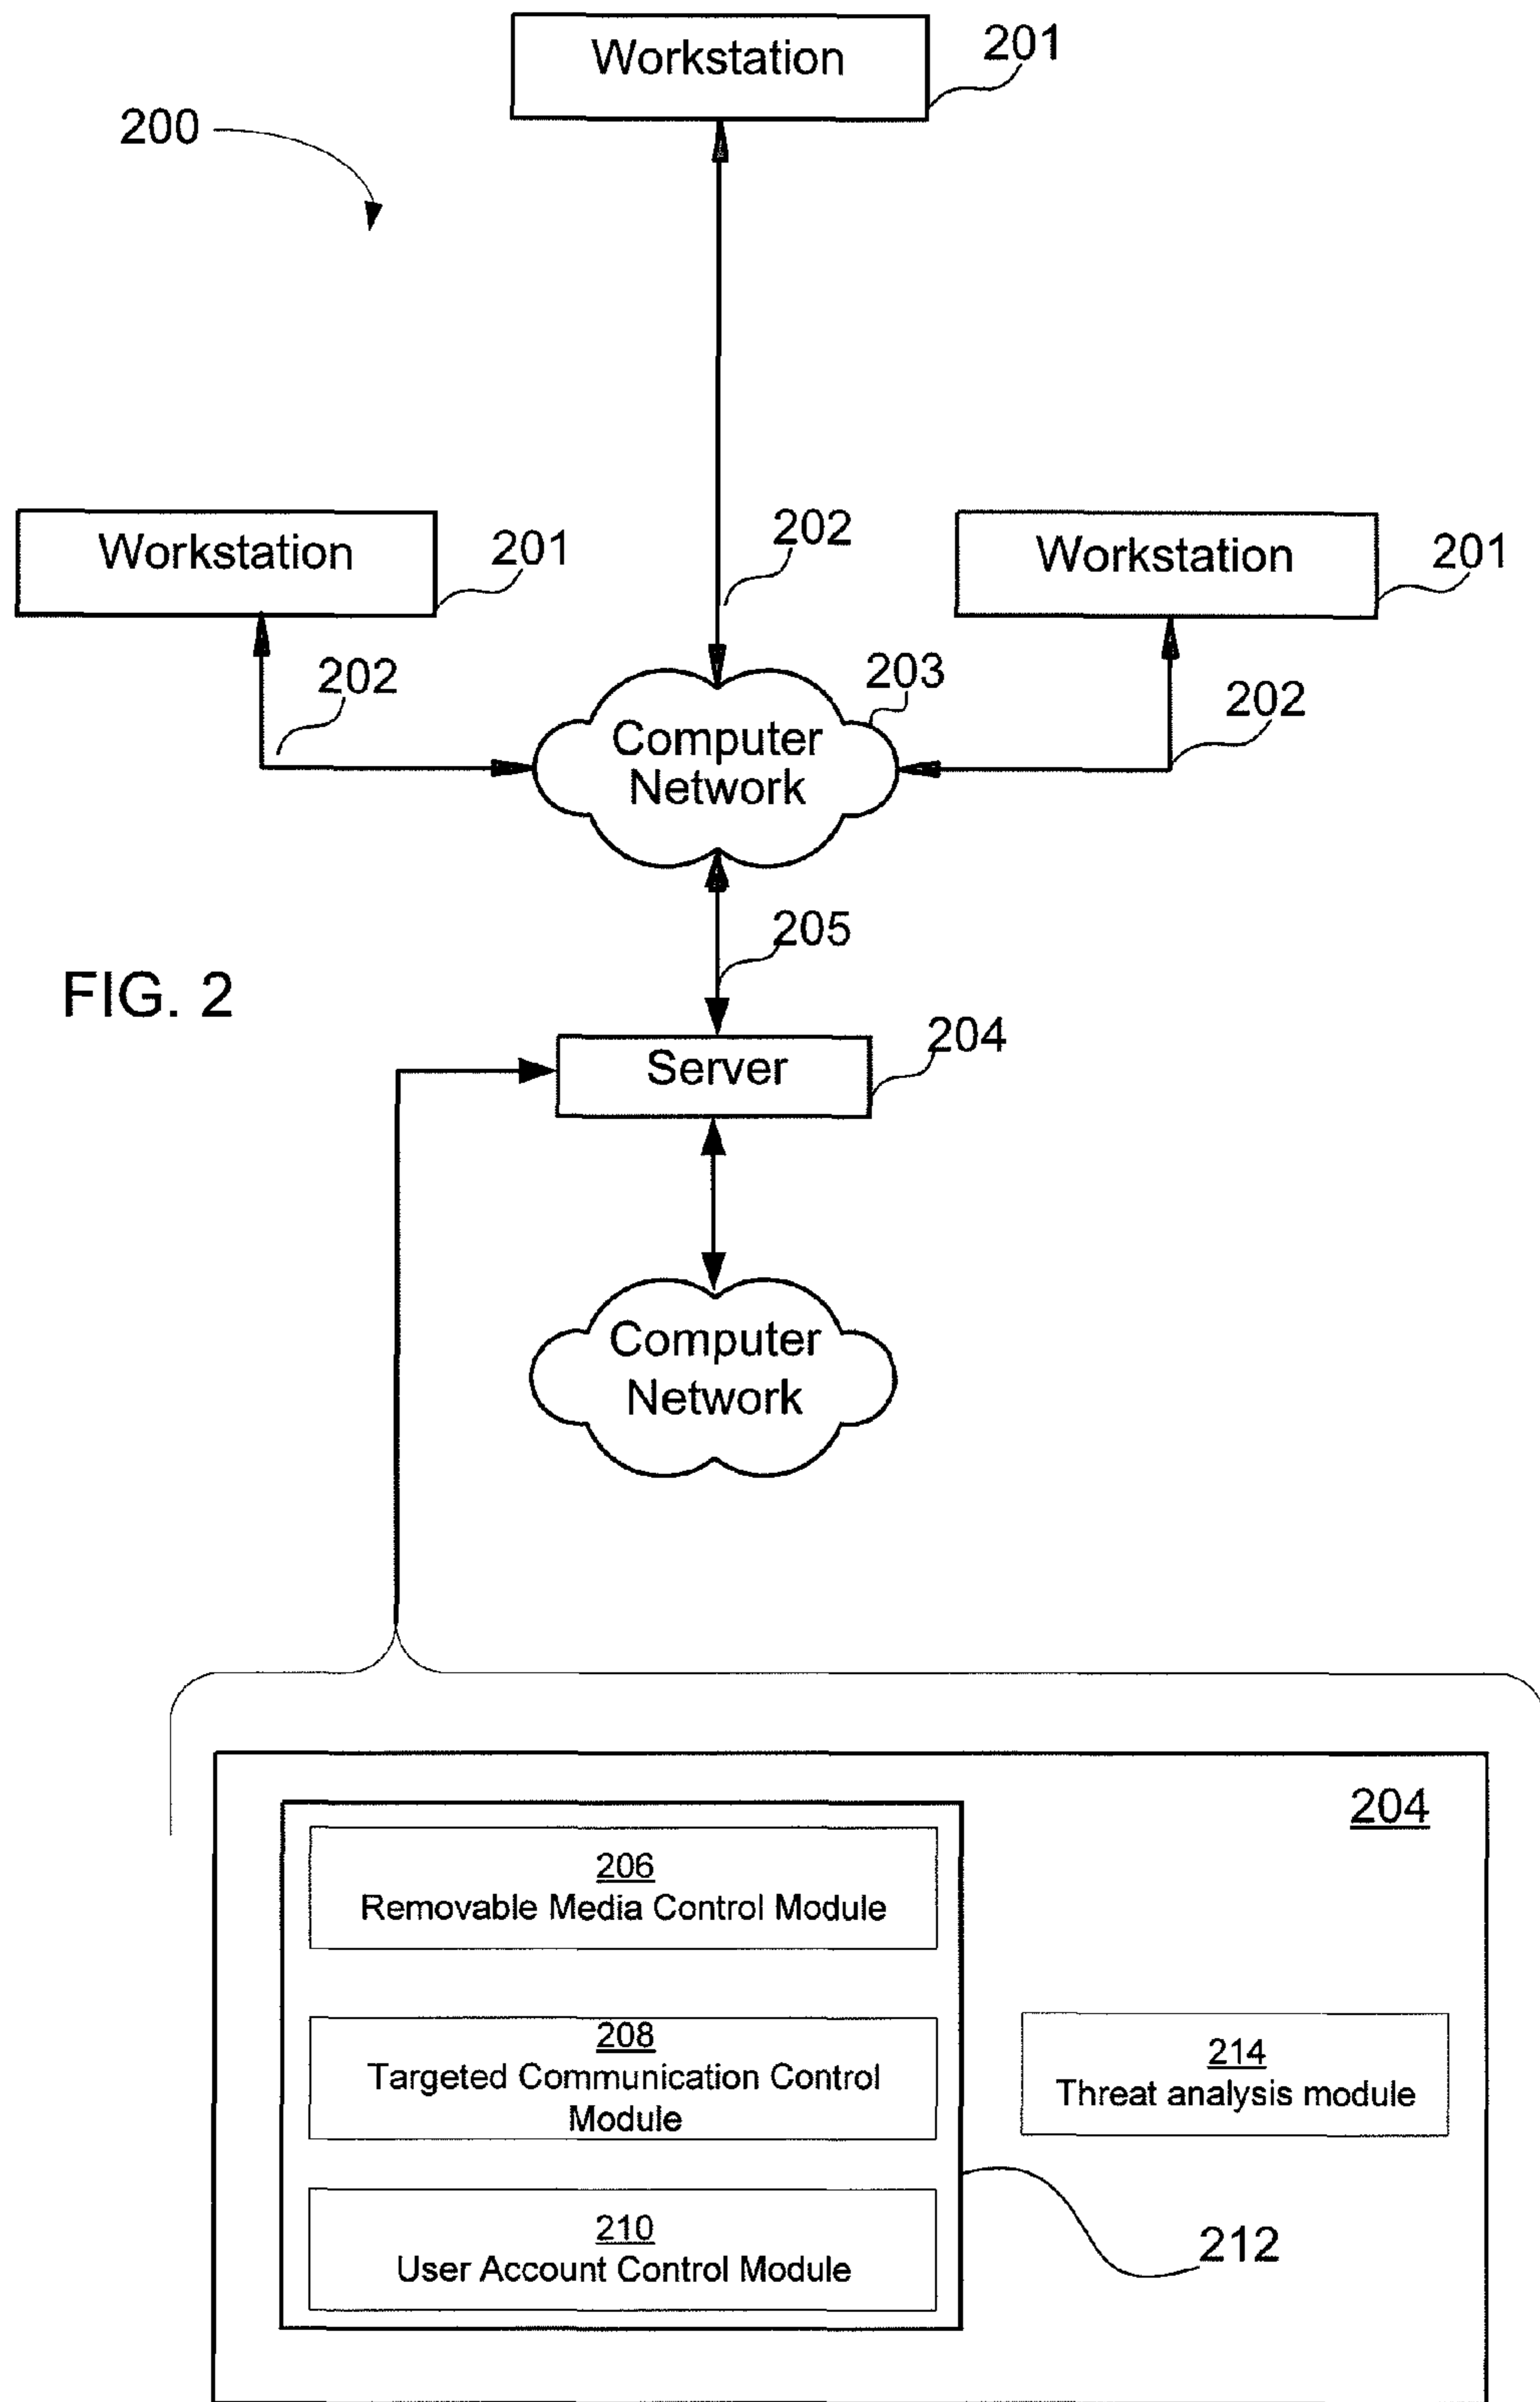 Workstation
201
200
Workstation
201
202
Workstation
201
202
203
202
Computer
Network
205
FIG. 2
Server
204
Computer
Network
204
206
Removable Media Control Module
208
Targeted Communication Control
Module
214
Threat analysis module
210
User Account Control Module
212